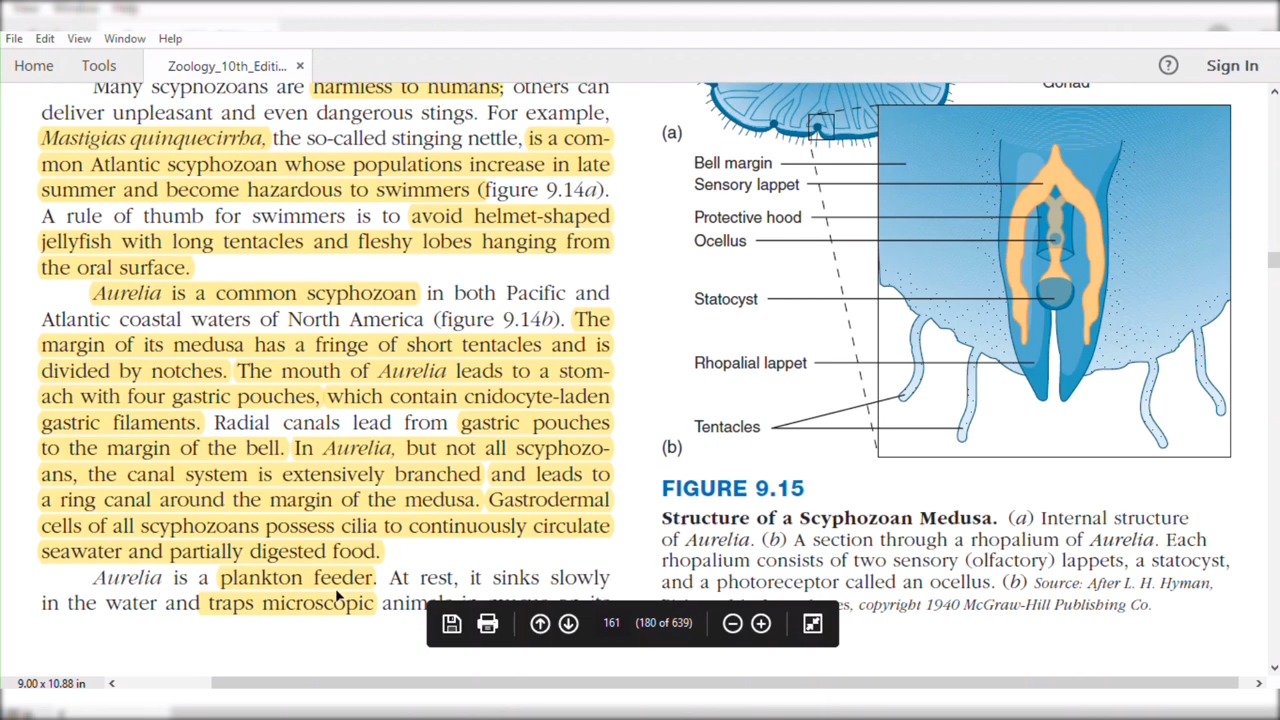 File Edit View Window Help
Home Tools Zoology_10th_Editi... × ? Sign In
Many scyphozoans are harmless to humans; others can
deliver unpleasant and even dangerous stings. For example,
Mastigias quinquecirrha, the so-called stinging nettle, is a com-
mon Atlantic scyphozoan whose populations increase in late
summer and become hazardous to swimmers (figure 9.14a).
A rule of thumb for swimmers is to avoid helmet-shaped
jellyfish with long tentacles and fleshy lobes hanging from
the oral surface.
Aurelia is a common scyphozoan in both Pacific and
Atlantic coastal waters of North America (figure 9.14b). The
margin of its medusa has a fringe of short tentacles and is
divided by notches. The mouth of Aurelia leads to a stom-
ach with four gastric pouches, which contain cnidocyte-laden
gastric filaments. Radial canals lead from gastric pouches
to the margin of the bell. In Aurelia, but not all scyphozo-
ans, the canal system is extensively branched and leads to
a ring canal around the margin of the medusa. Gastrodermal
cells of all scyphozoans possess cilia to continuously circulate
seawater and partially digested food.
Aurelia is a plankton feeder. At rest, it sinks slowly
in the water and traps microscopic
Gonad
(a)
Bell margin
Sensory lappet
Protective hood
Ocellus
Statocyst
Rhopalial lappet
Tentacles
(b)
FIGURE 9.15
Structure of a Scyphozoan Medusa. (a) Internal structure
of Aurelia. (b) A section through a rhopalium of Aurelia. Each
rhopalium consists of two sensory (olfactory) lappets, a statocyst,
and a photoreceptor called an ocellus. (b) Source: After L. H. Hyman,
copyright 1940 McGraw-Hill Publishing Co.
161 (180 of 639)
9.00 x 10.88 in